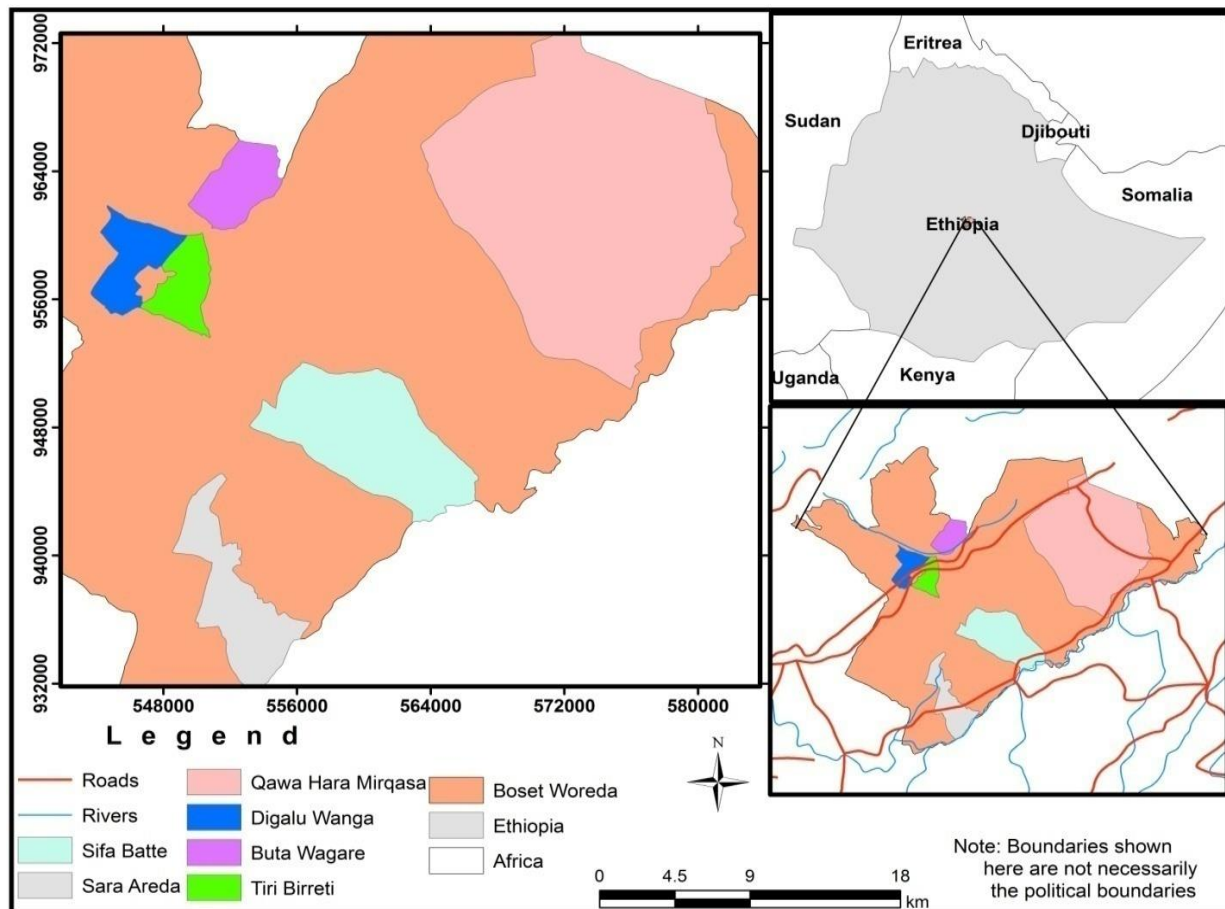 972000
964000
956000
948000
940000
932000
548000
556000
564000
572000
580000
Eritrea
Sudan
Djibouti
Somalia
Ethiopia
Uganda
Kenya
Legend
Roads
Rivers
Sifa Batte
Sara Areda
Qawa Hara Mirqasa
Digalu Wanga
Buta Wagare
Tiri Birreti
Boset Woreda
Ethiopia
Africa
N
0 4.5 9 18
km
Note: Boundaries shown
here are not necessarily
the political boundaries